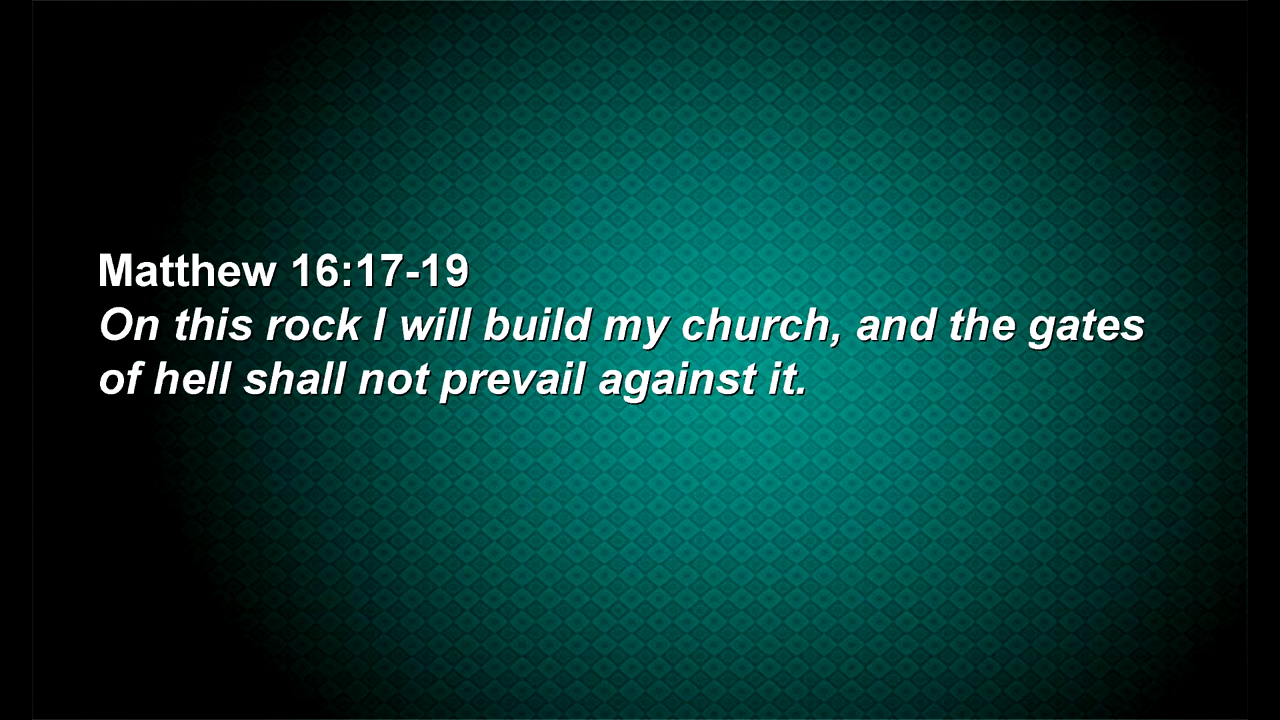 Matthew 16:17-19
On this rock I will build my church, and the gates
of hell shall not prevail against it.